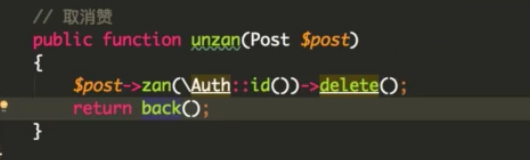 // 取消赞
public function unzan(Post $post)
{
$post->zan(\Auth::id())->delete();
return back();
}